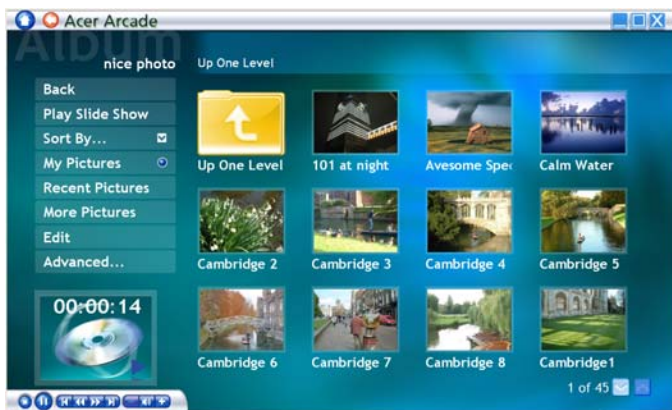 Acer Arcade
Album
nice photo
Up One Level
Back
Play Slide Show
Sort By...
My Pictures
Recent Pictures
More Pictures
Edit
Advanced...
00:00:14
Up One Level
101 at night
Avesome Spe
Calm Water
Cambridge 2
Cambridge 3
Cambridge 4
Cambridge 5
Cambridge 6
Cambridge 7
Cambridge 8
Cambridge1
1 of 45